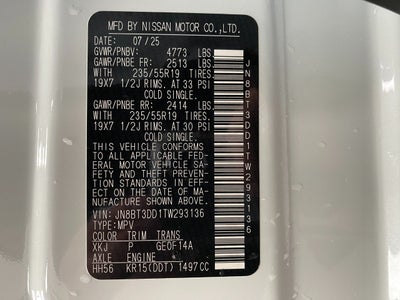 MFD BY NISSAN MOTOR CO.,LTD.
DATE: 07/25
GVWR/PNBV: 4773 LBS
GAWR/PNBE FR: 2513 LBS
WITH 235/55R19 TIRES.
19X7 1/2J RIMS. AT 33 PSI
COLD SINGLE.
GAWR/PNBE RR: 2414 LBS
WITH 235/55R19 TIRES.
19X7 1/2J RIMS. AT 30 PSI
COLD SINGLE.
THIS VEHICLE CONFORMS
TO ALL APPLICABLE FED-
ERAL MOTOR VEHICLE SA-
FETY AND THEFT PREVEN-
TION STANDARDS IN EFF-
ECT ON THE DATE OF
MANUFACTURE SHOWN ABOVE.
VIN: JN8BT3DD1TW293136
TYPE: MPV
COLOR TRIM TRANS
XKJ P GE0F14A
AXLE ENGINE
HH56 KR15(DDT) 1497CC
JN8BT3DD1TW293136